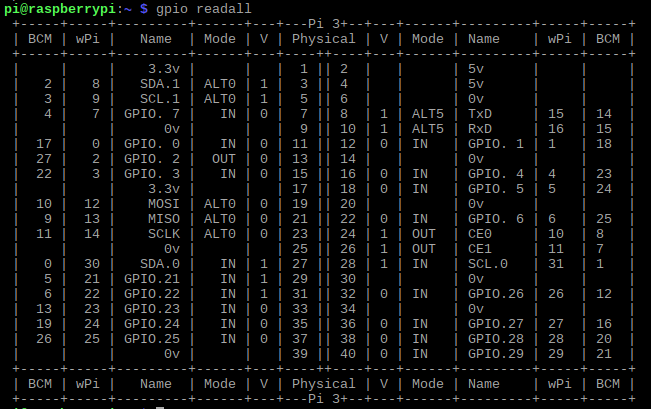 pi@raspberrypi:~ $ gpio readall
+-----+-----+---------+------+---+---Pi 3+---+------+---------+-----+-----+
| BCM | wPi |   Name  | Mode | V | Physical | V | Mode | Name    | wPi | BCM |
+-----+-----+---------+------+---+----++----+---+------+---------+-----+-----+
|     |     |    3.3v |      |   |  1 || 2  |   |      | 5v      |     |     |
|   2 |   8 |   SDA.1 | ALT0 | 1 |  3 || 4  |   |      | 5v      |     |     |
|   3 |   9 |   SCL.1 | ALT0 | 1 |  5 || 6  |   |      | 0v      |     |     |
|   4 |   7 | GPIO. 7 |   IN | 0 |  7 || 8  | 1 | ALT5 | TxD     | 15  | 14  |
|     |     |      0v |      |   |  9 || 10 | 1 | ALT5 | RxD     | 16  | 15  |
|  17 |   0 | GPIO. 0 |   IN | 0 | 11 || 12 | 0 | IN   | GPIO. 1 | 1   | 18  |
|  27 |   2 | GPIO. 2 |  OUT | 0 | 13 || 14 |   |      | 0v      |     |     |
|  22 |   3 | GPIO. 3 |   IN | 0 | 15 || 16 | 0 | IN   | GPIO. 4 | 4   | 23  |
|     |     |    3.3v |      |   | 17 || 18 | 0 | IN   | GPIO. 5 | 5   | 24  |
|  10 |  12 |    MOSI | ALT0 | 0 | 19 || 20 |   |      | 0v      |     |     |
|   9 |  13 |    MISO | ALT0 | 0 | 21 || 22 | 0 | IN   | GPIO. 6 | 6   | 25  |
|  11 |  14 |    SCLK | ALT0 | 0 | 23 || 24 | 1 | OUT  | CE0     | 10  | 8   |
|     |     |      0v |      |   | 25 || 26 | 1 | OUT  | CE1     | 11  | 7   |
|   0 |  30 |   SDA.0 |   IN | 1 | 27 || 28 | 1 | IN   | SCL.0   | 31  | 1   |
|   5 |  21 | GPIO.21 |   IN | 1 | 29 || 30 |   |      | 0v      |     |     |
|   6 |  22 | GPIO.22 |   IN | 1 | 31 || 32 | 0 | IN   | GPIO.26 | 26  | 12  |
|  13 |  23 | GPIO.23 |   IN | 0 | 33 || 34 |   |      | 0v      |     |     |
|  19 |  24 | GPIO.24 |   IN | 0 | 35 || 36 | 0 | IN   | GPIO.27 | 27  | 16  |
|  26 |  25 | GPIO.25 |   IN | 0 | 37 || 38 | 0 | IN   | GPIO.28 | 28  | 20  |
|     |     |      0v |      |   | 39 || 40 | 0 | IN   | GPIO.29 | 29  | 21  |
+-----+-----+---------+------+---+----++----+---+------+---------+-----+-----+
| BCM | wPi |   Name  | Mode | V | Physical | V | Mode | Name    | wPi | BCM |
+-----+-----+---------+------+---+---Pi 3+---+------+---------+-----+-----+